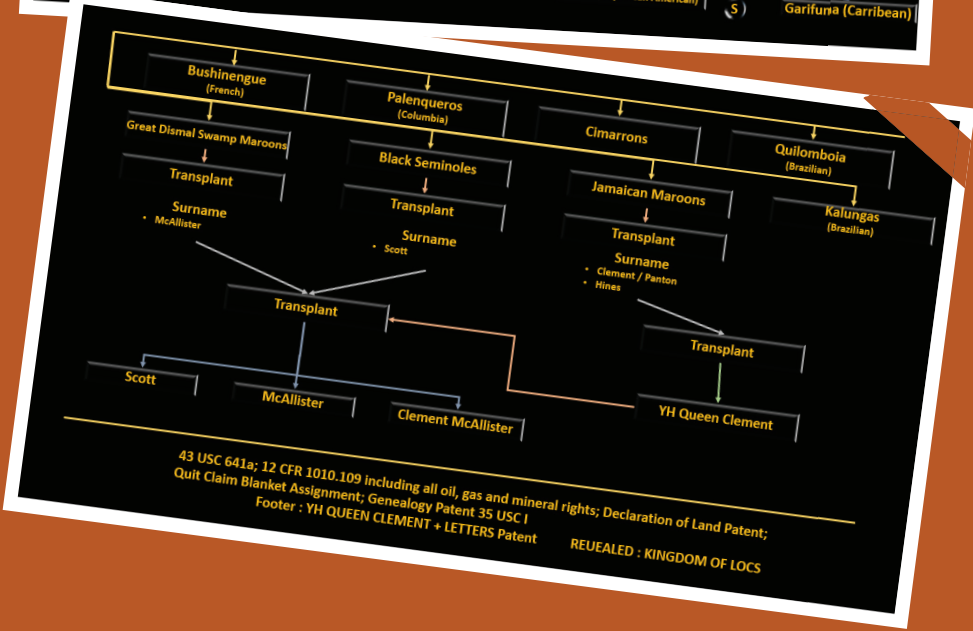 S )
Garifuna (Carribean)
Bushinengue
(French)
Palenqueros
(Columbia)
Cimarrons
Quilomboia
(Brazilian)
Great Dismal Swamp Maroons
Black Seminoles
Jamaican Maroons
Kalungas
(Brazilian)
Transplant
Transplant
Transplant
Surname
• McAllister
Surname
• Scott
Surname
• Clement / Panton
• Hines
Transplant
Transplant
Scott
McAllister
Clement McAllister
YH Queen Clement
43 USC 641a; 12 CFR 1010.109 including all oil, gas and mineral rights; Declaration of Land Patent;
Quit Claim Blanket Assignment; Genealogy Patent 35 USC I
Footer : YH QUEEN CLEMENT + LETTERS Patent
REUEALED : KINGDOM OF LOCS